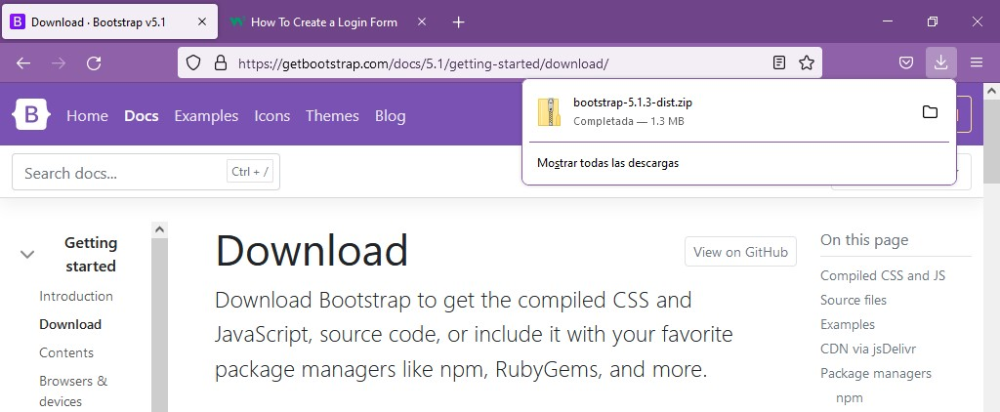 Download · Bootstrap v5.1
How To Create a Login Form
https://getbootstrap.com/docs/5.1/getting-started/download/
bootstrap-5.1.3-dist.zip
Completada — 1.3 MB
Mostrar todas las descargas
B
Home Docs Examples Icons Themes Blog
Search docs...
Ctrl + /
Getting
started
Introduction
Download
Contents
Browsers &
devices
Download
View on GitHub
Download Bootstrap to get the compiled CSS and
JavaScript, source code, or include it with your favorite
package managers like npm, RubyGems, and more.
On this page
Compiled CSS and JS
Source files
Examples
CDN via jsDelivr
Package managers
npm